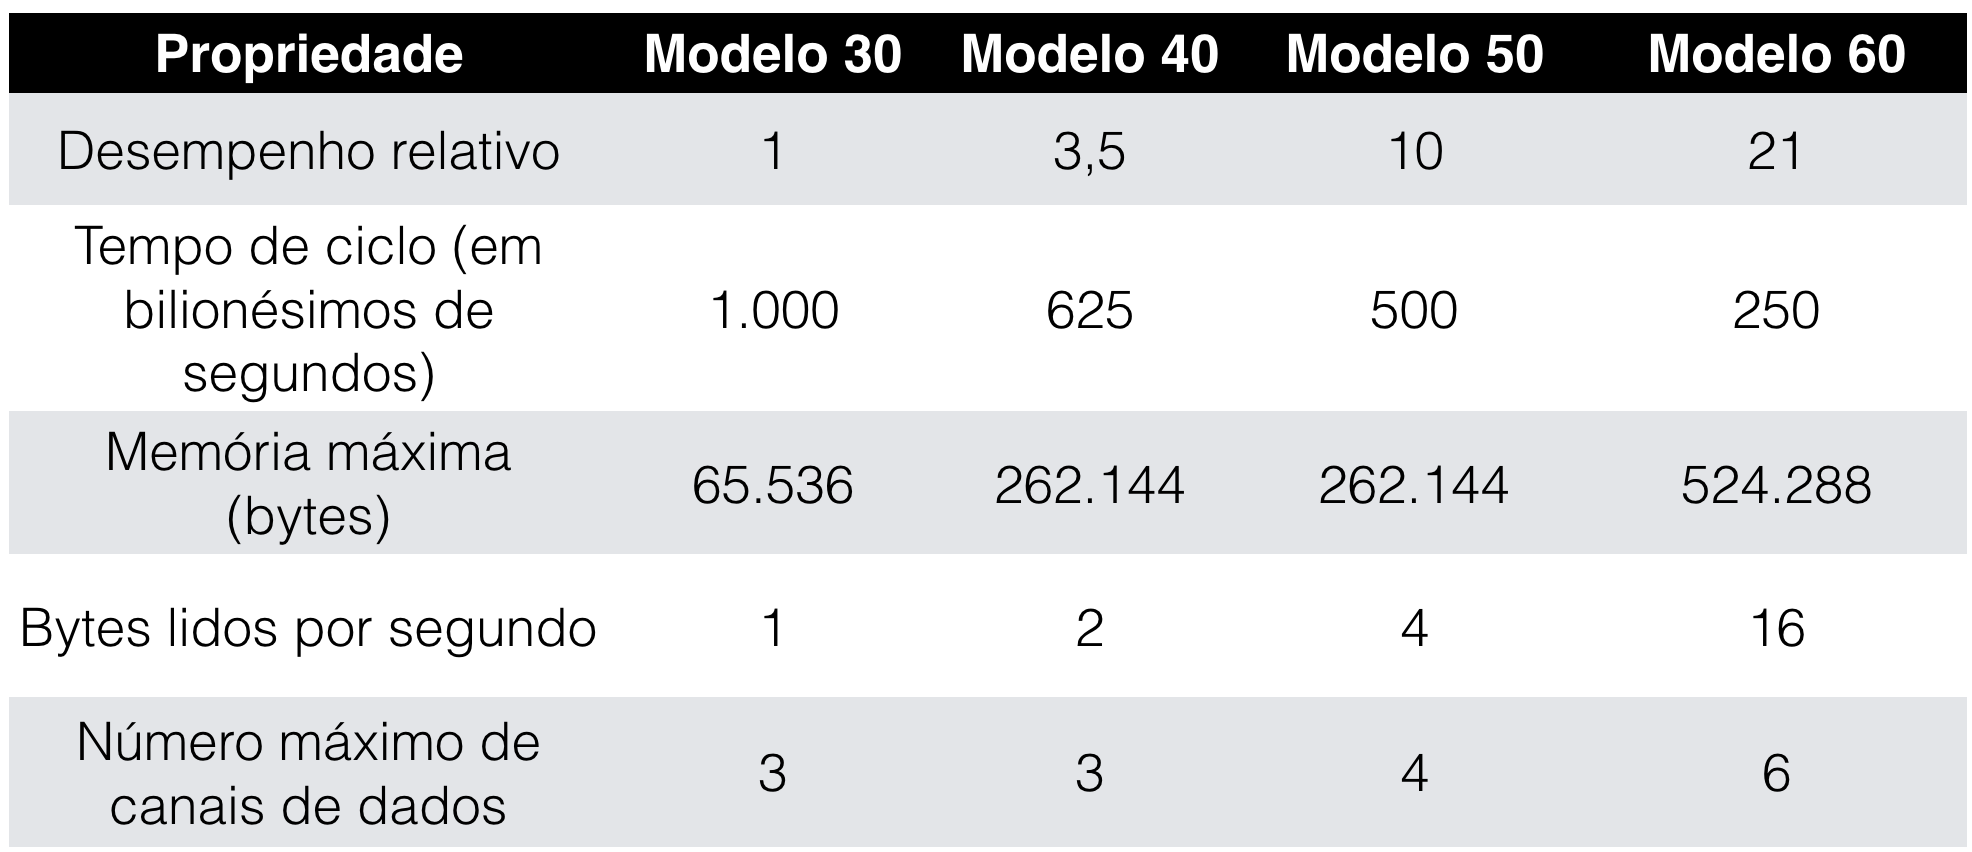 Propriedade Modelo 30 Modelo 40 Modelo 50 Modelo 60
Desempenho relativo 1 3,5 10 21
Tempo de ciclo (em
bilionésimos de 1.000 625 500 250
segundos)
Memória máxima
(bytes) 65.536 262.144 262.144 524.288
Bytes lidos por segundo 1 2 4 16
Número máximo de
canais de dados 3 3 4 6